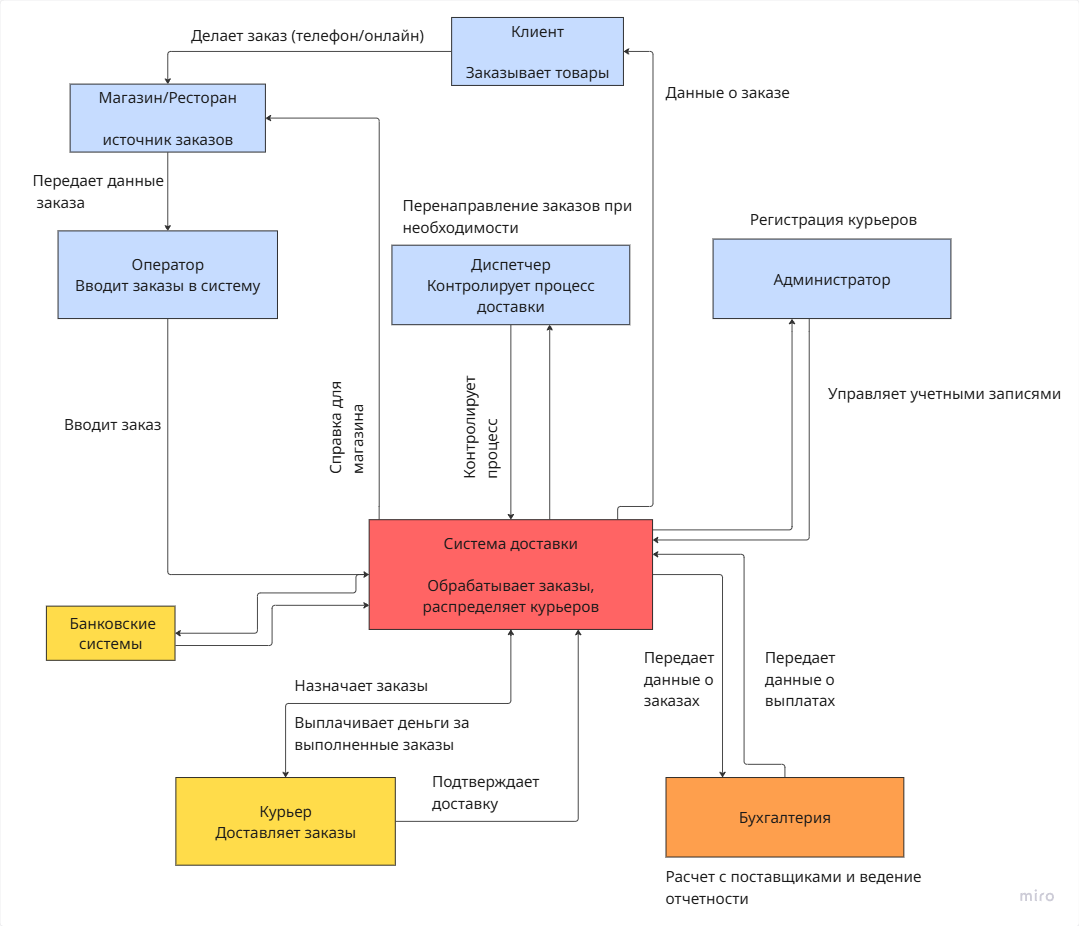 Делает заказ (телефон/онлайн)
Клиент
Заказывает товары
Данные о заказе
Магазин/Ресторан
источник заказов
Передает данные
заказа
Перенаправление заказов при
необходимости
Регистрация курьеров
Оператор
Вводит заказы в систему
Диспетчер
Контролирует процесс
доставки
Администратор
Управляет учетными записями
Вводит заказ
Справка для
магазина
Контролирует
процесс
Система доставки
Обрабатывает заказы,
распределяет курьеров
Банковские
системы
Назначает заказы
Выплачивает деньги за
выполненные заказы
Передает
данные о
заказах
Передает
данные о
выплатах
Подтверждает
доставку
Курьер
Доставляет заказы
Бухгалтерия
Расчет с поставщиками и ведение
отчетности
miro